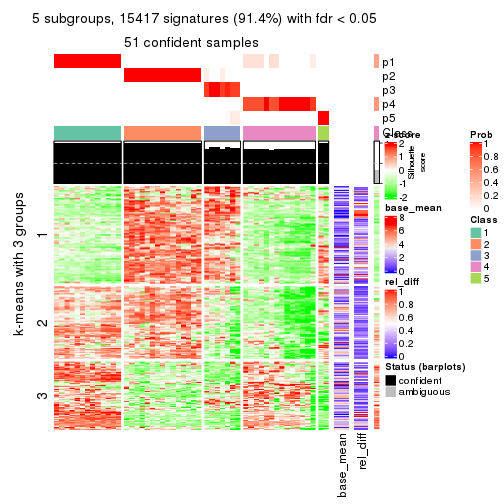 5 subgroups, 15417 signatures (91.4%) with fdr < 0.05
51 confident samples
p1
p2
p3
p4
p5
Class
Silhouette
score
k-means with 3 groups
1
2
3
base_mean
rel_diff
z-score
2
1
0
-1
-2
base_mean
8
6
4
2
0
rel_diff
1
0.8
0.6
0.4
0.2
0
Status (barplots)
confident
ambiguous
Prob
1
0.8
0.6
0.4
0.2
0
Class
1
2
3
4
5